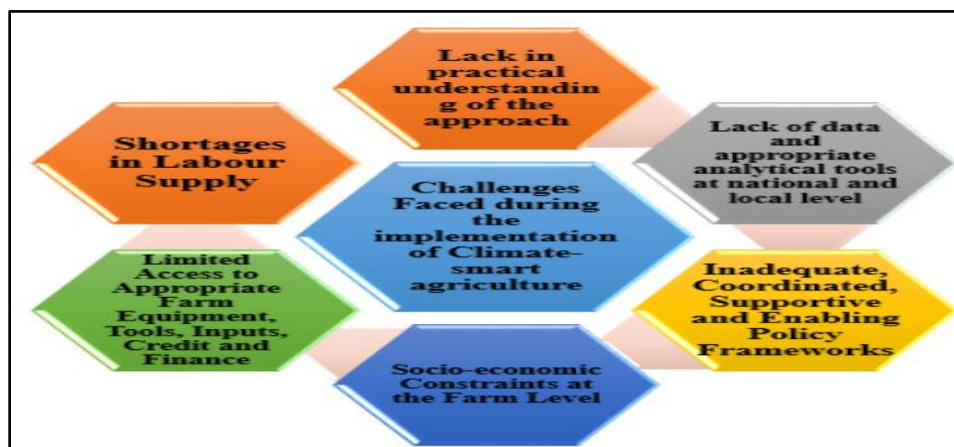 Lack in
practical
understandin
g of the
approach
Shortages
in Labour
Supply
Lack of data
and
appropriate
analytical tools
at national and
local level
Challenges
Faced during
the
implementation
of Climate-
smart
agriculture
Limited
Access to
Appropriate
Farm
Equipment,
Tools, Inputs,
Credit and
Finance
Inadequate,
Coordinated,
Supportive
and Enabling
Policy
Frameworks
Socio-economic
Constraints at
the Farm Level